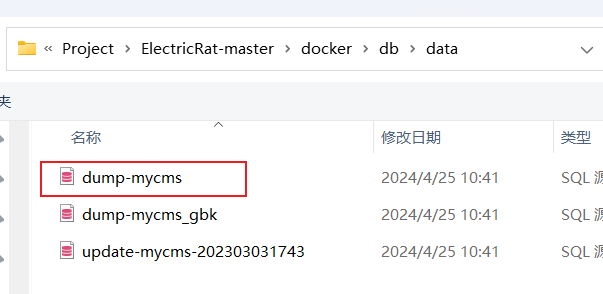 « Project > ElectricRat-master > docker > db > data
夹
名称 修改日期 类型
dump-mycms 2024/4/25 10:41 SQL 源
dump-mycms_gbk 2024/4/25 10:41 SQL 源
update-mycms-202303031743 2024/4/25 10:41 SQL 源